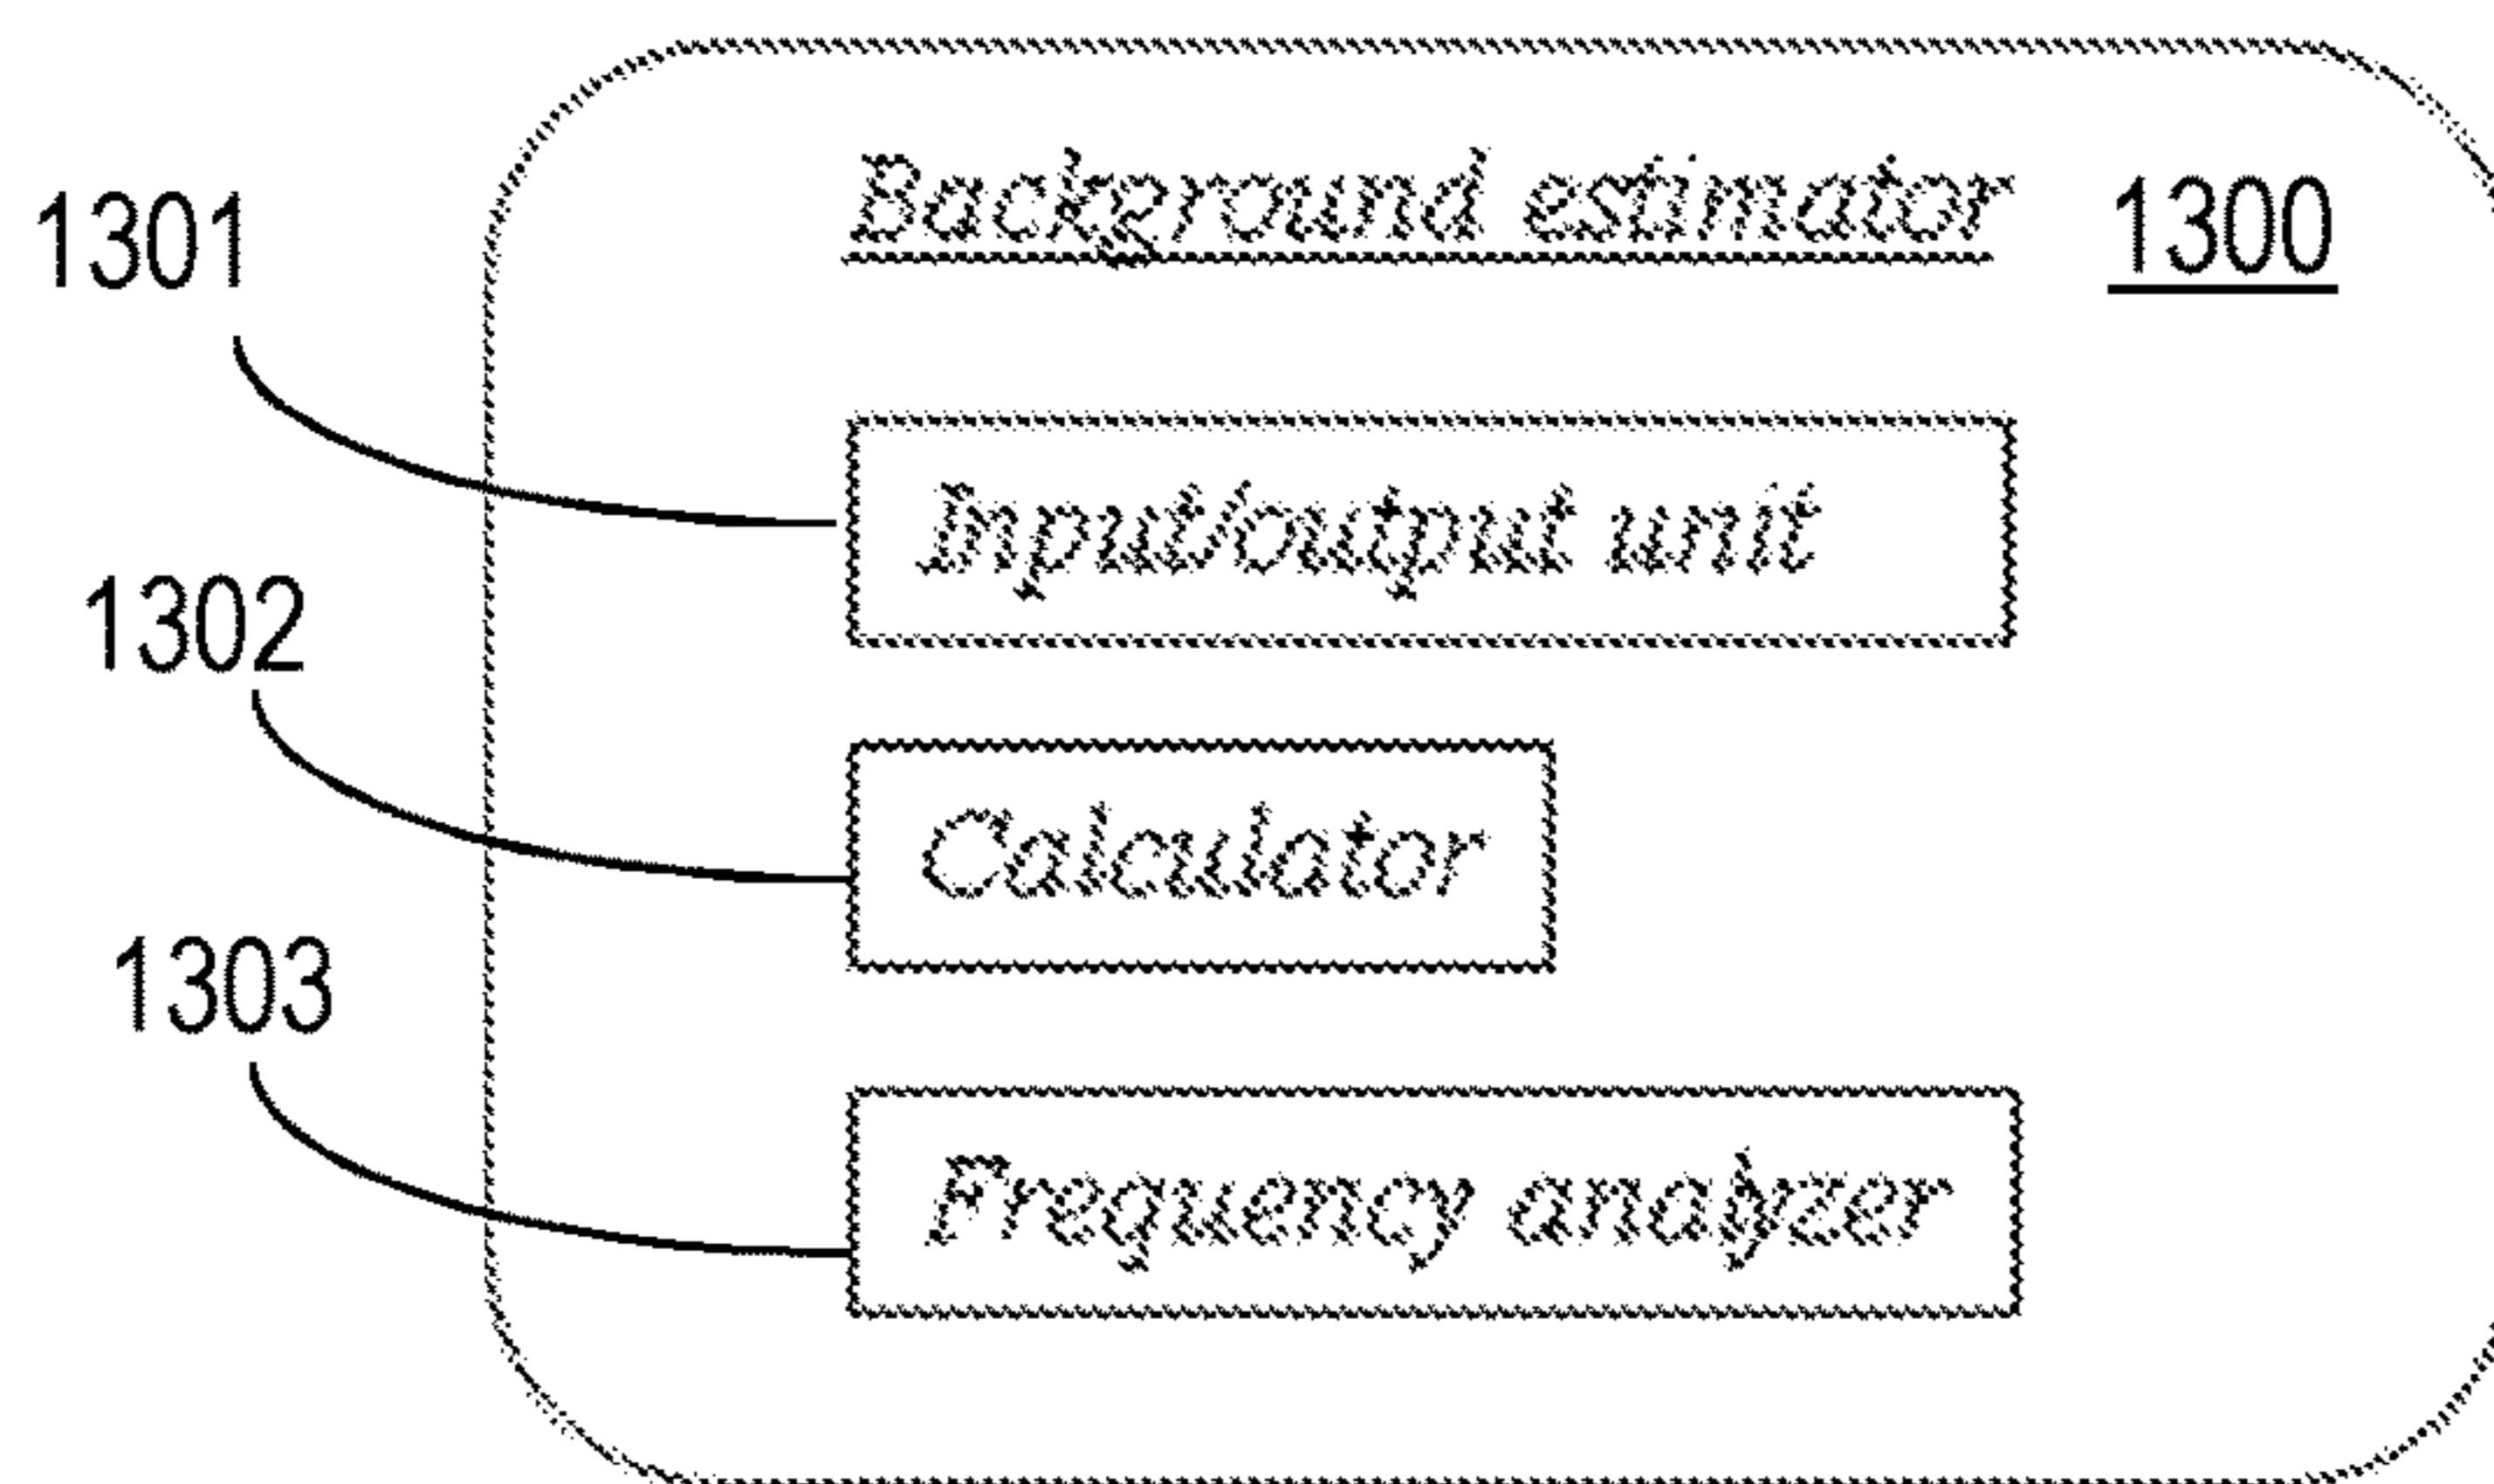 Background estimator 1300
1301
Input/output unit
1302
Calculator
1303
Frequency analyzer